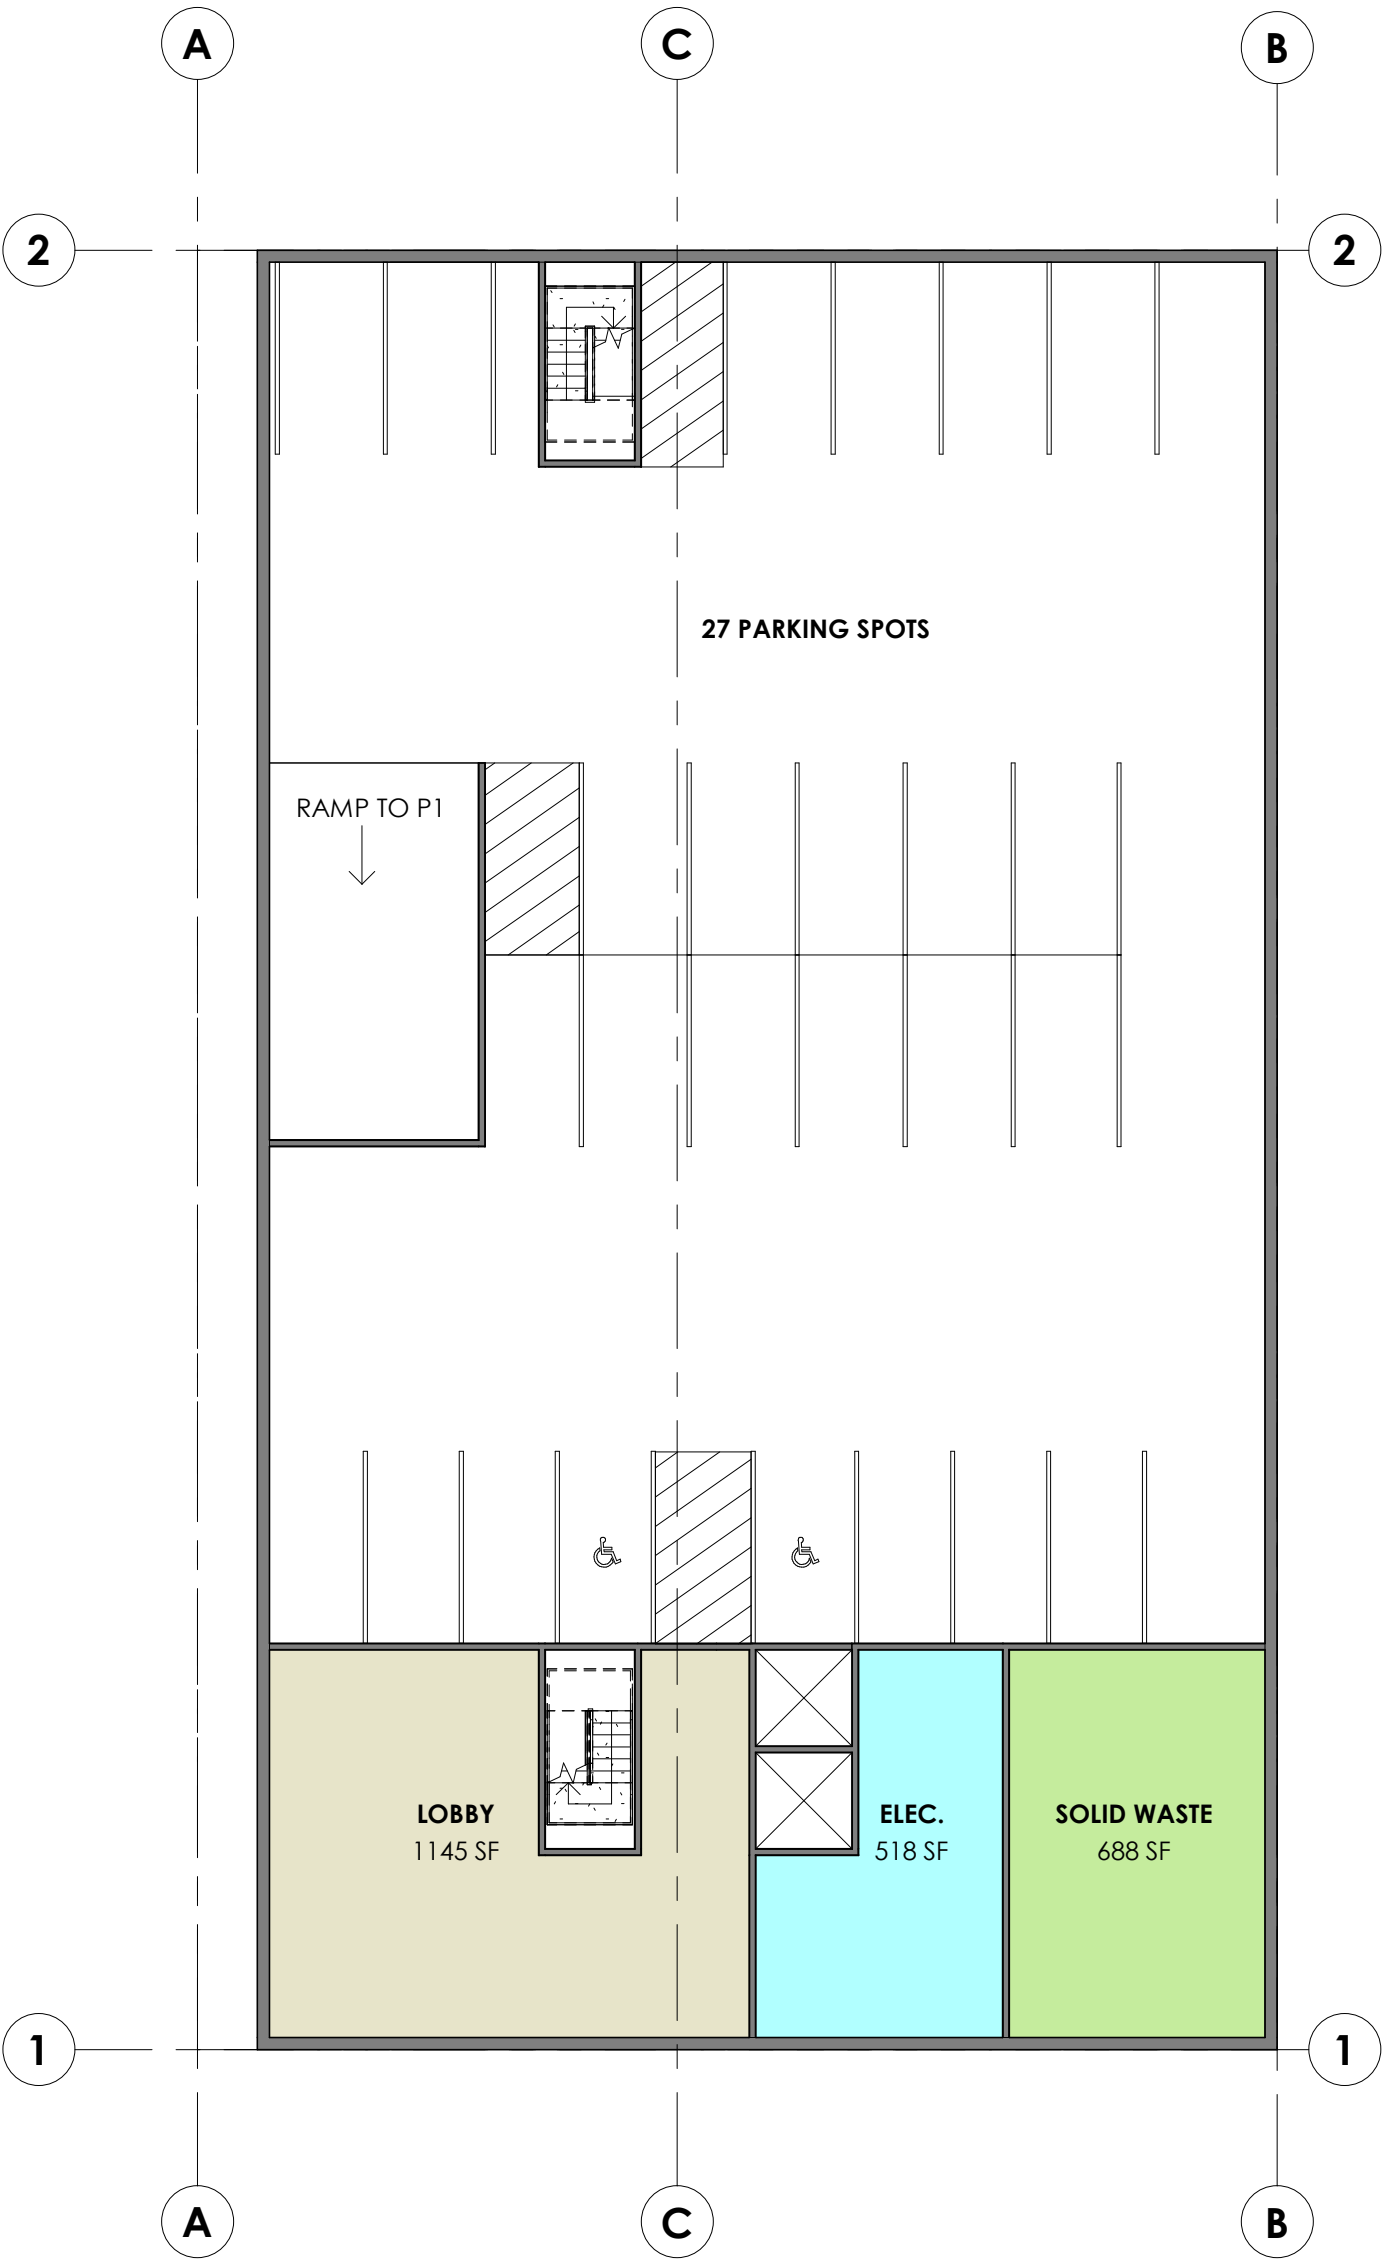 A
C
B
2
2
27 PARKING SPOTS
RAMP TO P1
LOBBY
1145 SF
ELEC.
518 SF
SOLID WASTE
688 SF
1
1
A
C
B